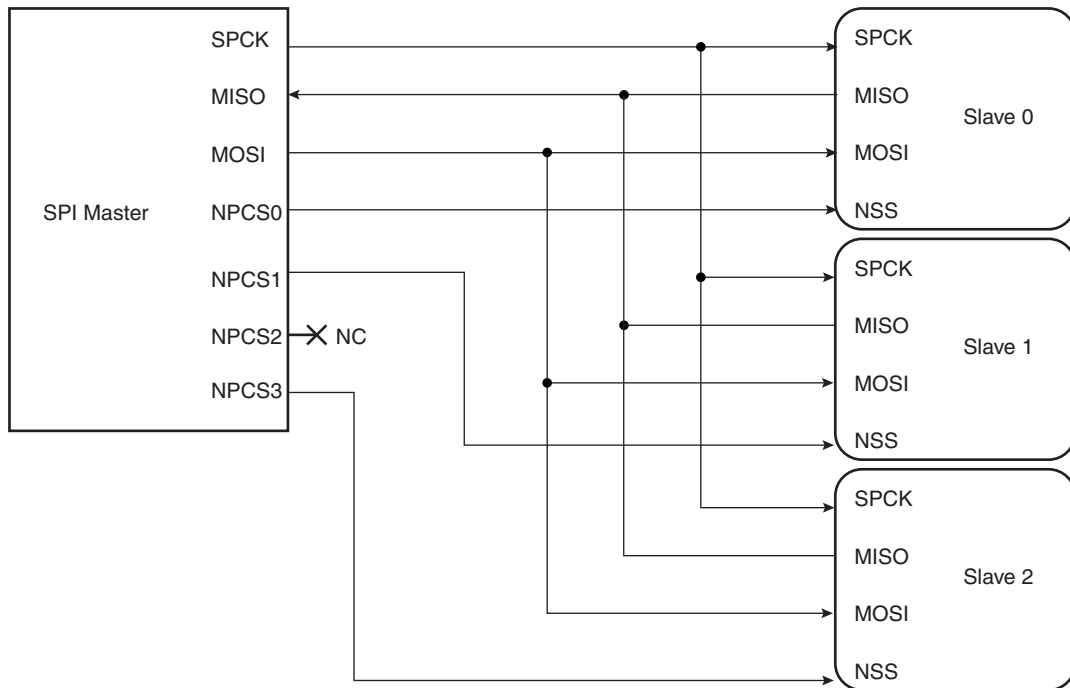 SPI Master
SPCK
MISO
MOSI
NPCS0
NPCS1
NPCS2
NC
NPCS3
SPCK
MISO
Slave 0
MOSI
NSS
SPCK
MISO
Slave 1
MOSI
NSS
SPCK
MISO
Slave 2
MOSI
NSS